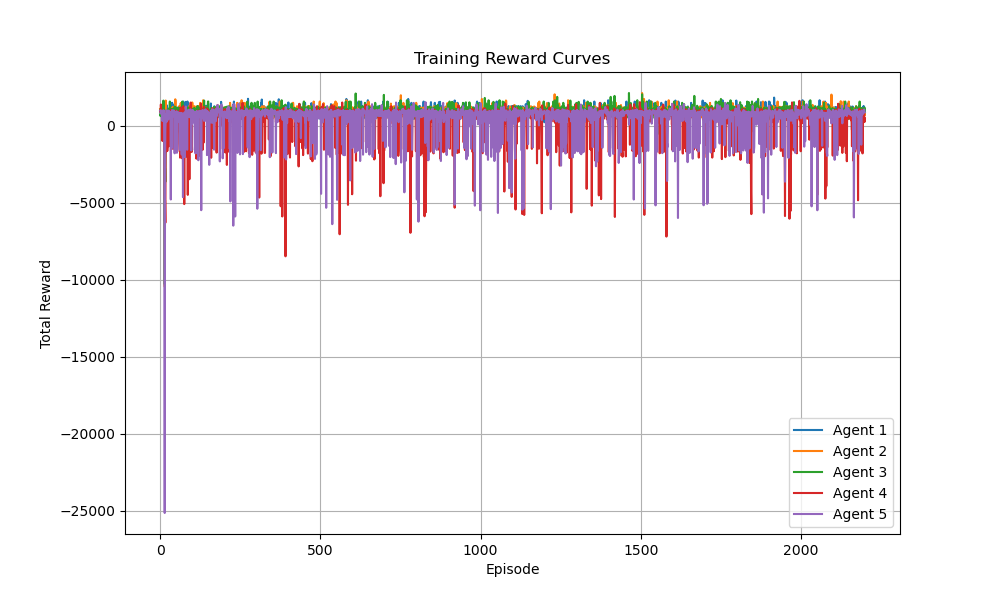 Training Reward Curves
Total Reward
0
−5000
−10000
−15000
−20000
−25000
0 500 1000 1500 2000
Episode
Agent 1
Agent 2
Agent 3
Agent 4
Agent 5